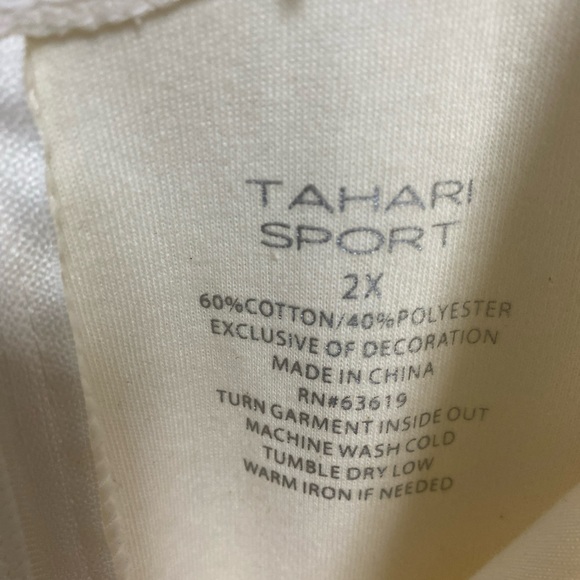 TAHARI
SPORT
2X
60%COTTON/40%POLYESTER
EXCLUSIVE OF DECORATION
MADE IN CHINA
RN#63619
TURN GARMENT INSIDE OUT
MACHINE WASH COLD
TUMBLE DRY LOW
WARM IRON IF NEEDED